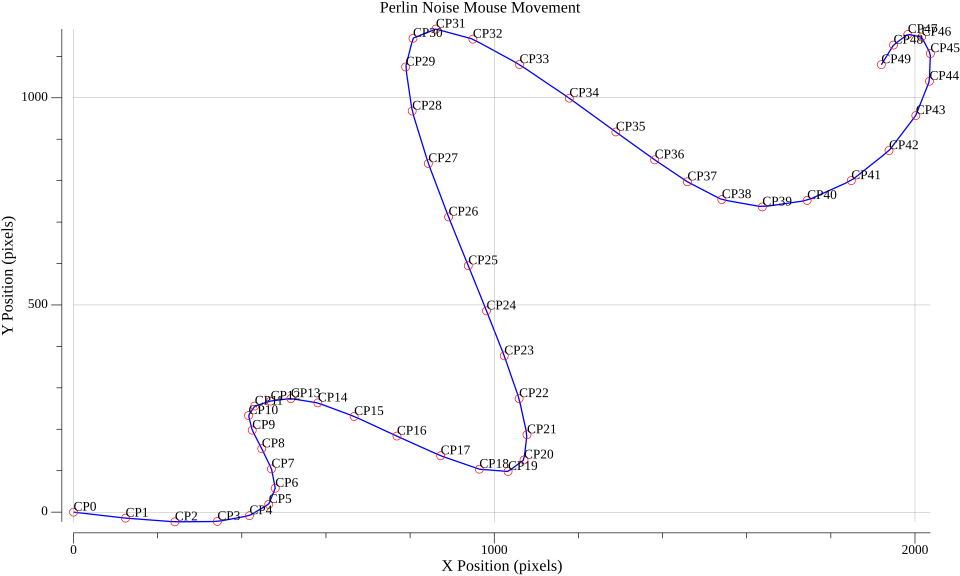 Perlin Noise Mouse Movement
CP31
CP30
CP32
CP47
CP46
CP48
CP45
CP29
CP33
CP49
CP44
1000
CP28
CP34
CP43
CP35
CP42
CP27
CP36
CP37
CP41
CP38
CP39
CP40
CP26
Y Position (pixels)
CP25
500
CP24
CP23
CP22
CP12
CP13
CP14
CP11
CP10
CP15
CP9
CP16
CP21
CP8
CP17
CP20
CP7
CP18
CP19
CP6
CP5
0
CP0
CP1
CP2
CP3
CP4
0
1000
2000
X Position (pixels)